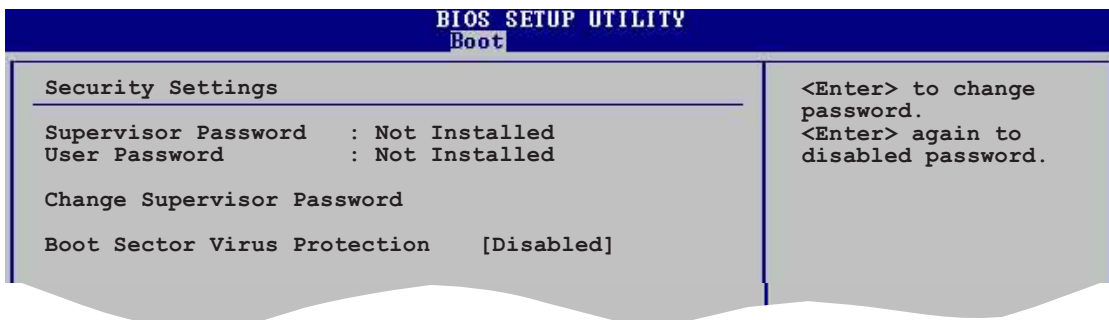 BIOS SETUP UTILITY
Boot
Security Settings
Supervisor Password : Not Installed
User Password : Not Installed
Change Supervisor Password
Boot Sector Virus Protection [Disabled]
<Enter> to change
password.
<Enter> again to
disabled password.